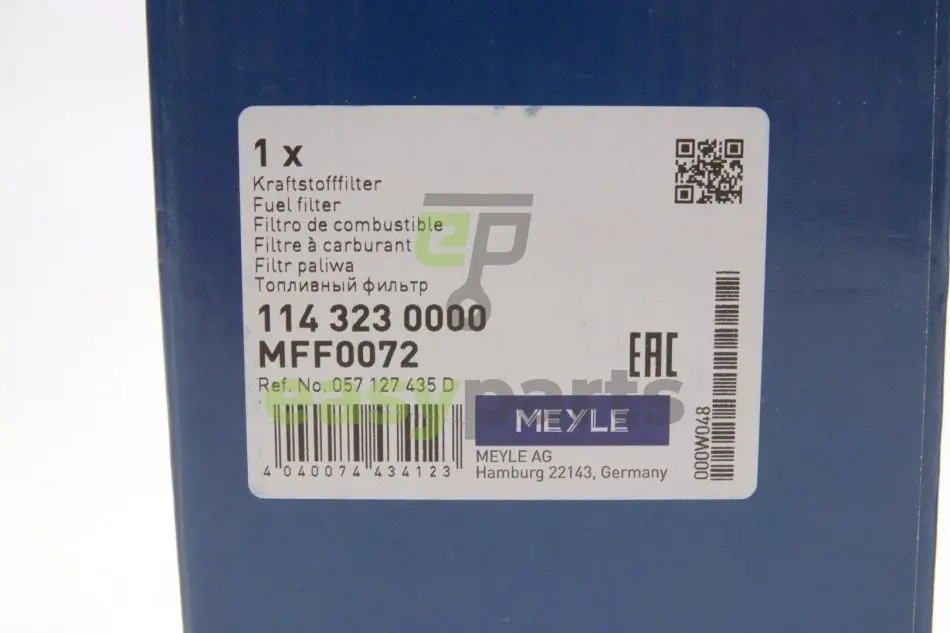 1 x
Kraftstofffilter
Fuel filter
Filtro de combustible
Filtre à carburant
Filtr paliwa
Топливный фильтр
ep
114 323 0000
MFF0072
EAC
Ref. No. 057 127 435 D
easyparts
MEYLE
4 040074 434123
MEYLE AG
Hamburg 22143, Germany
000W048